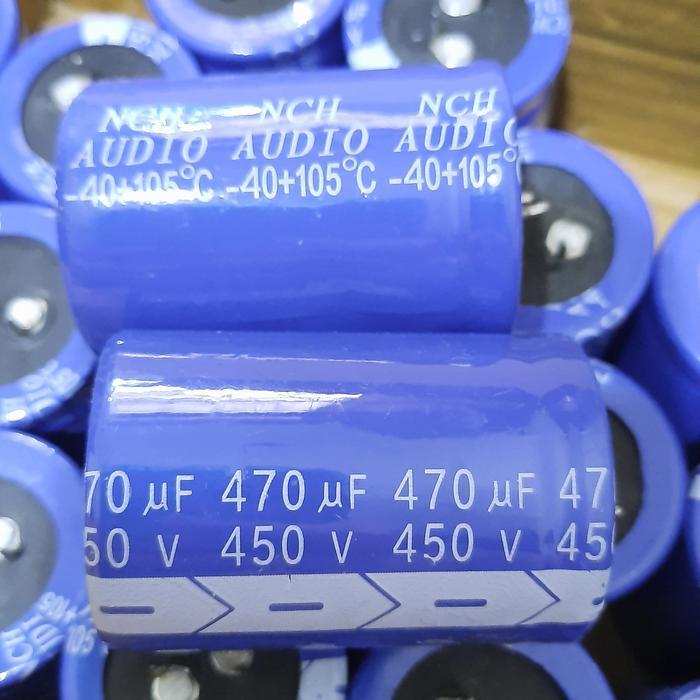 NCH NCH NCH
AUDIO AUDIO AUDIO
-40+105°C -40+105°C -40+105°
70 µF 470 µF 470 µF 47
50 V 450 V 450 V 45
105